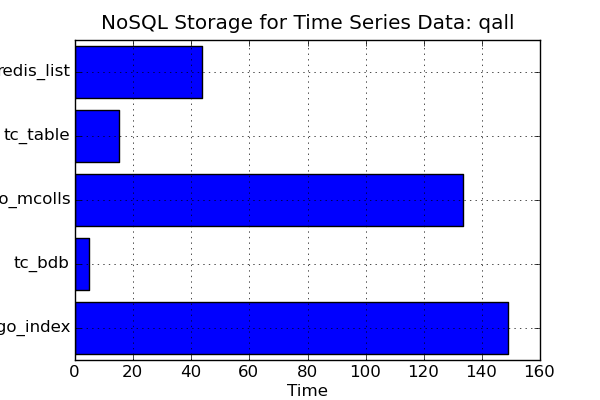 NoSQL Storage for Time Series Data: qall
redis_list
tc_table
o_mcolls
tc_bdb
go_index
0 20 40 60 80 100 120 140 160
Time